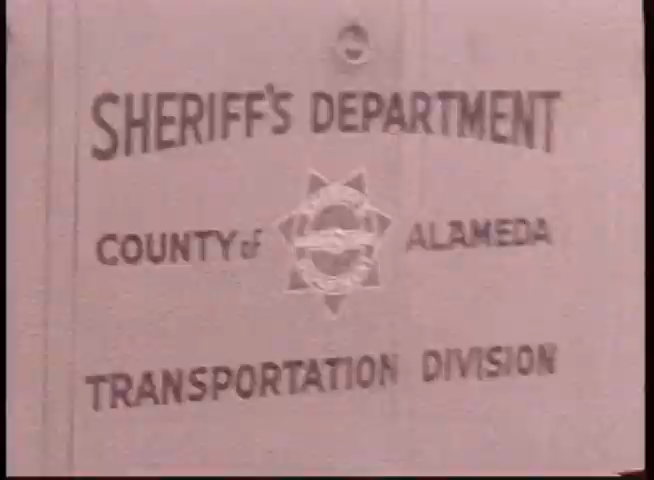 SHERIFF'S DEPARTMENT
COUNTY of ALAMEDA
TRANSPORTATION DIVISION